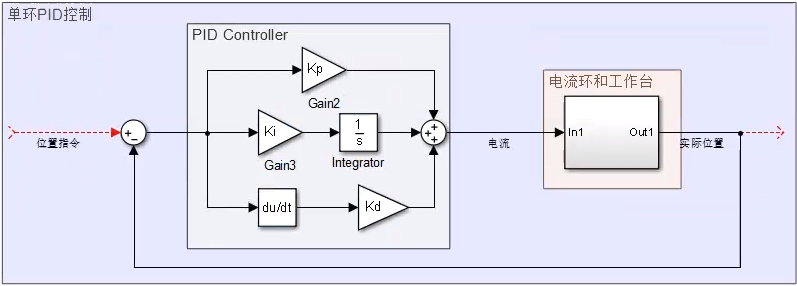 单环PID控制
PID Controller
Kp
Gain2
Ki
Gain3
1
s
Integrator
du/dt
Kd
位置指令
电流
电流环和工作台
In1
Out1
实际位置